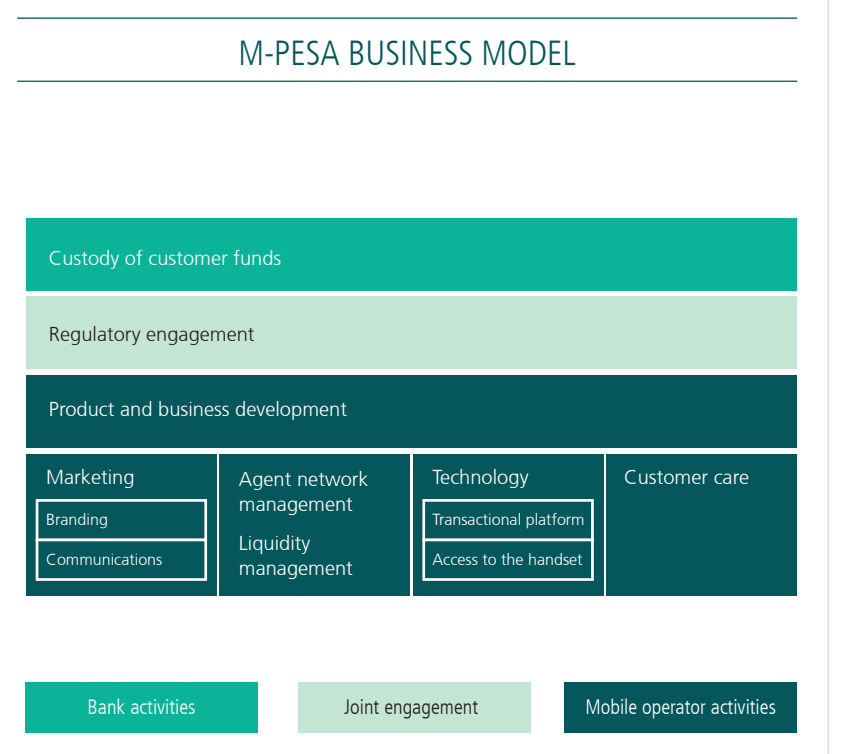 M-PESA BUSINESS MODEL
Custody of customer funds
Regulatory engagement
Product and business development
Marketing
Branding
Communications
Agent network
management
Liquidity
management
Technology
Transactional platform
Access to the handset
Customer care
Bank activities
Joint engagement
Mobile operator activities